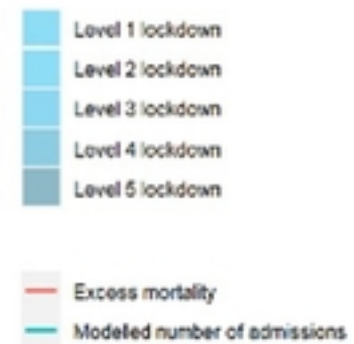 Level 1 lockdown
Level 2 lockdown
Level 3 lockdown
Level 4 lockdown
Level 5 lockdown
Excess mortality
Modelled number of admissions